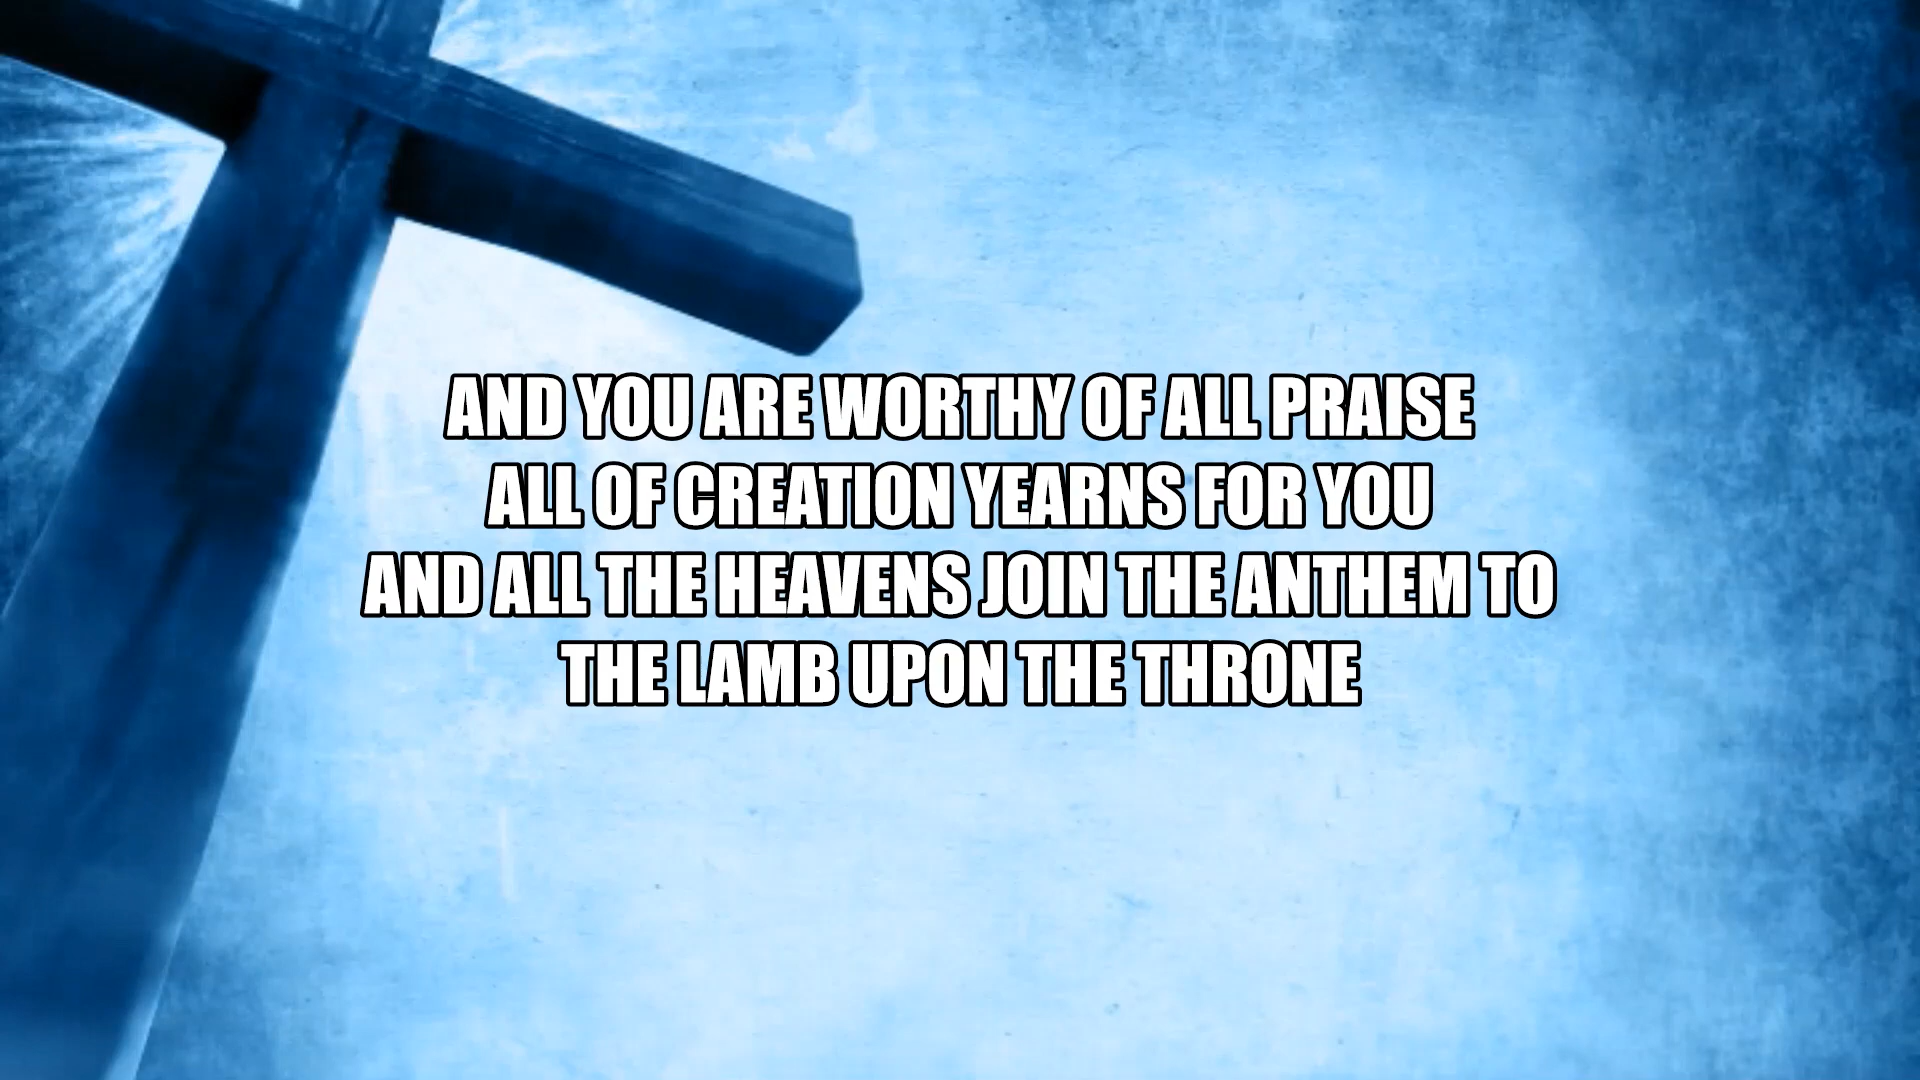 AND YOU ARE WORTHY OF ALL PRAISE
ALL OF CREATION YEARNS FOR YOU
AND ALL THE HEAVENS JOIN THE ANTHEM TO
THE LAMB UPON THE THRONE